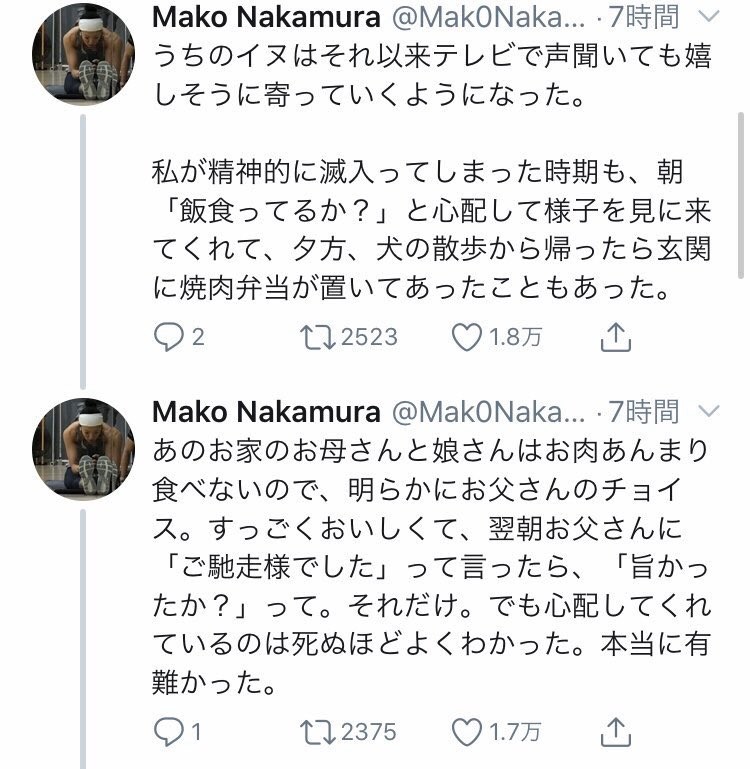 Mako Nakamura @Mak0Naka... · 7時間
うちのイヌはそれ以来テレビで声聞いても嬉
しそうに寄っていくようになった。
私が精神的に滅入ってしまった時期も、朝
「飯食ってるか？」と心配して様子を見に来
てくれて、夕方、犬の散歩から帰ったら玄関
に焼肉弁当が置いてあったこともあった。
2 2523 1.8万
Mako Nakamura @Mak0Naka... · 7時間
あのお家のお母さんと娘さんはお肉あんまり
食べないので、明らかにお父さんのチョイ
ス。すっごくおいしくて、翌朝お父さんに
「ご馳走様でした」って言ったら、「旨かっ
たか？」って。それだけ。でも心配してくれ
ているのは死ぬほどよくわかった。本当に有
難かった。
1 2375 1.7万